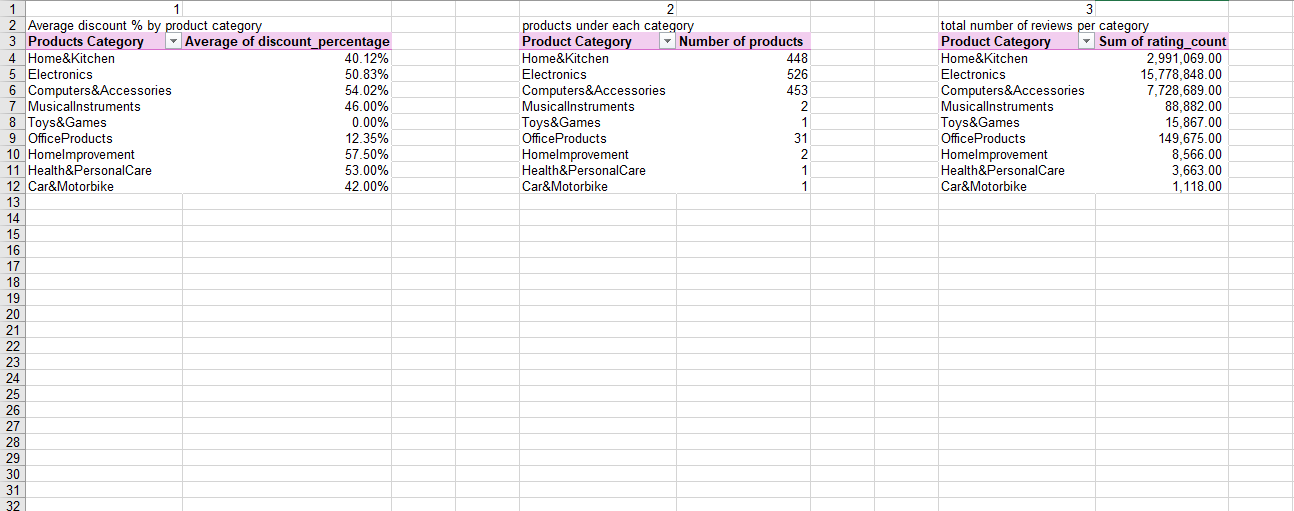 1 1 2 3
2 Average discount % by product category products under each category total number of reviews per category
3 Products Category Average of discount_percentage Product Category Number of products Product Category Sum of rating_count
4 Home&Kitchen 40.12% Home&Kitchen 448 Home&Kitchen 2,991,069.00
5 Electronics 50.83% Electronics 526 Electronics 15,778,848.00
6 Computers&Accessories 54.02% Computers&Accessories 453 Computers&Accessories 7,728,689.00
7 MusicalInstruments 46.00% MusicalInstruments 2 MusicalInstruments 88,882.00
8 Toys&Games 0.00% Toys&Games 1 Toys&Games 15,867.00
9 OfficeProducts 12.35% OfficeProducts 31 OfficeProducts 149,675.00
10 HomeImprovement 57.50% HomeImprovement 2 HomeImprovement 8,566.00
11 Health&PersonalCare 53.00% Health&PersonalCare 1 Health&PersonalCare 3,663.00
12 Car&Motorbike 42.00% Car&Motorbike 1 Car&Motorbike 1,118.00
13
14
15
16
17
18
19
20
21
22
23
24
25
26
27
28
29
30
31
32